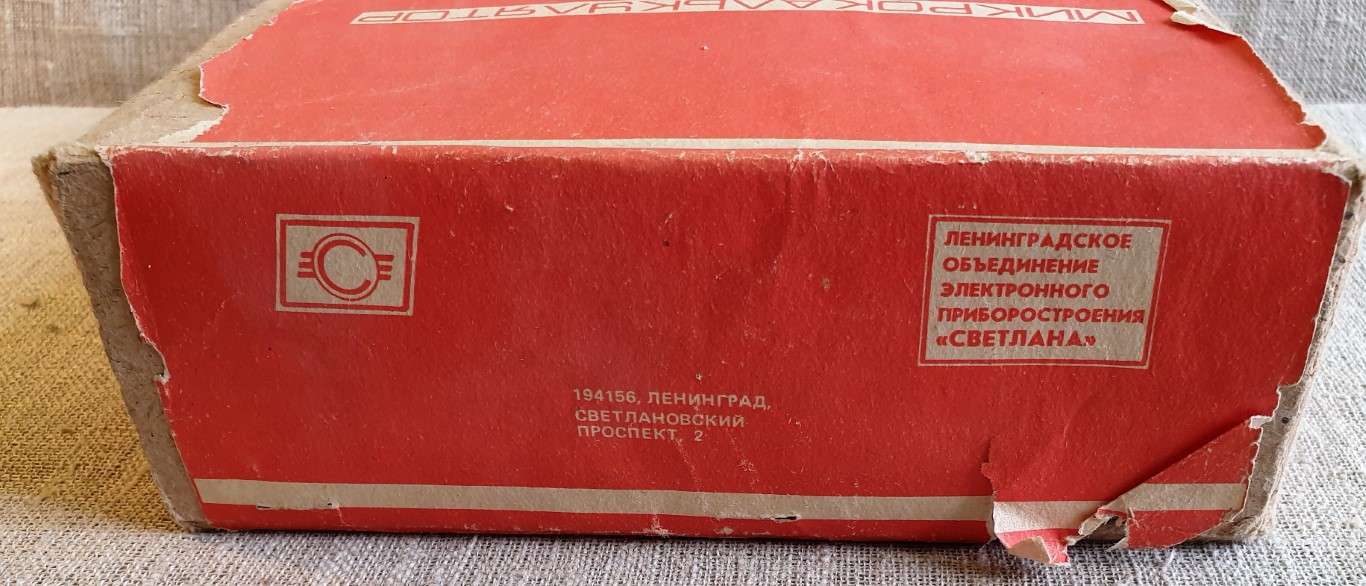 МИКРОКАЛЬКУЛЯТОР
С
ЛЕНИНГРАДСКОЕ
ОБЪЕДИНЕНИЕ
ЭЛЕКТРОННОГО
ПРИБОРОСТРОЕНИЯ
«СВЕТЛАНА»
194156, ЛЕНИНГРАД,
СВЕТЛАНОВСКИЙ
ПРОСПЕКТ, 2